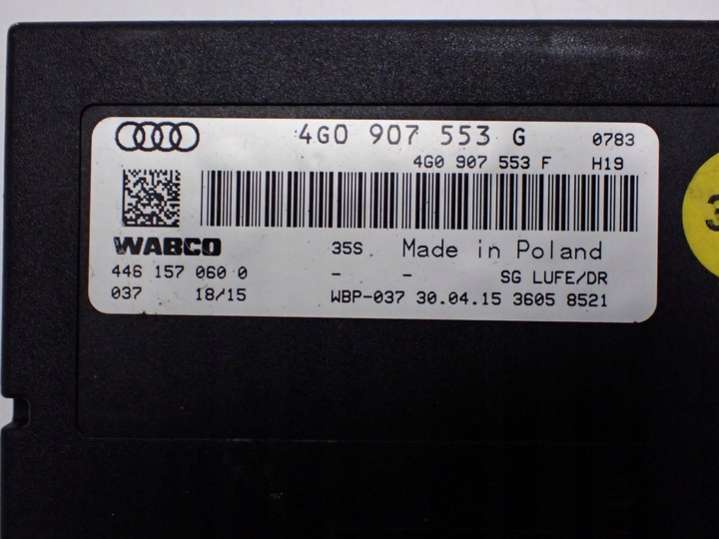 4G0 907 553 G 0783
4G0 907 553 F H19
WABCO 35S Made in Poland
446 157 060 0 - - SG LUFE/DR
037 18/15 WBP-037 30.04.15 3605 8521
3